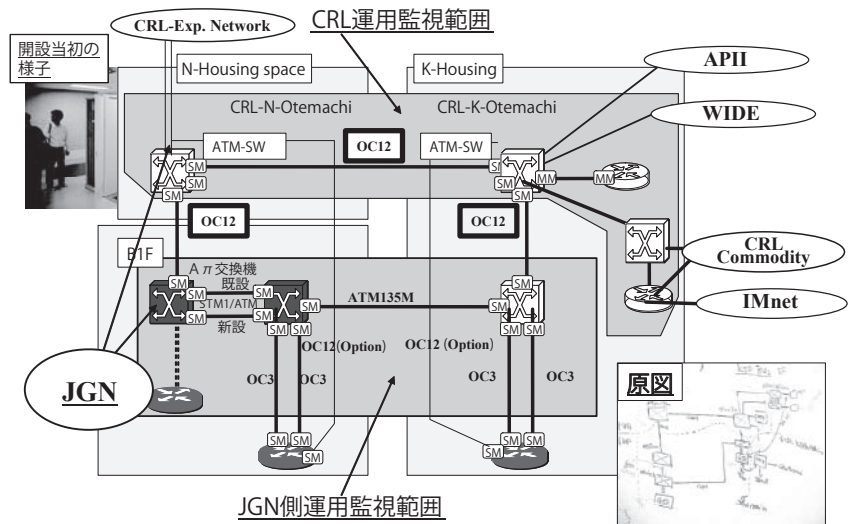 CRL-Exp. Network
CRL運用監視範囲
開設当初の
様子
N-Housing space
K-Housing
APII
WIDE
CRL-N-Otemachi
CRL-K-Otemachi
ATM-SW
OC12
ATM-SW
SM
SM
SM
SM
SM
SM
MM
MM
OC12
OC12
B1F
Aπ交換機
既設
STM1/ATM
新設
SM
SM
SM
SM
SM
ATM135M
SM
SM
SM
SM
SM
SM
SM
CRL
Commodity
IMnet
OC12(Option)
OC12 (Option)
OC3
OC3
OC3
OC3
JGN
SM
SM
SM
SM
SM
SM
原図
JGN側運用監視範囲